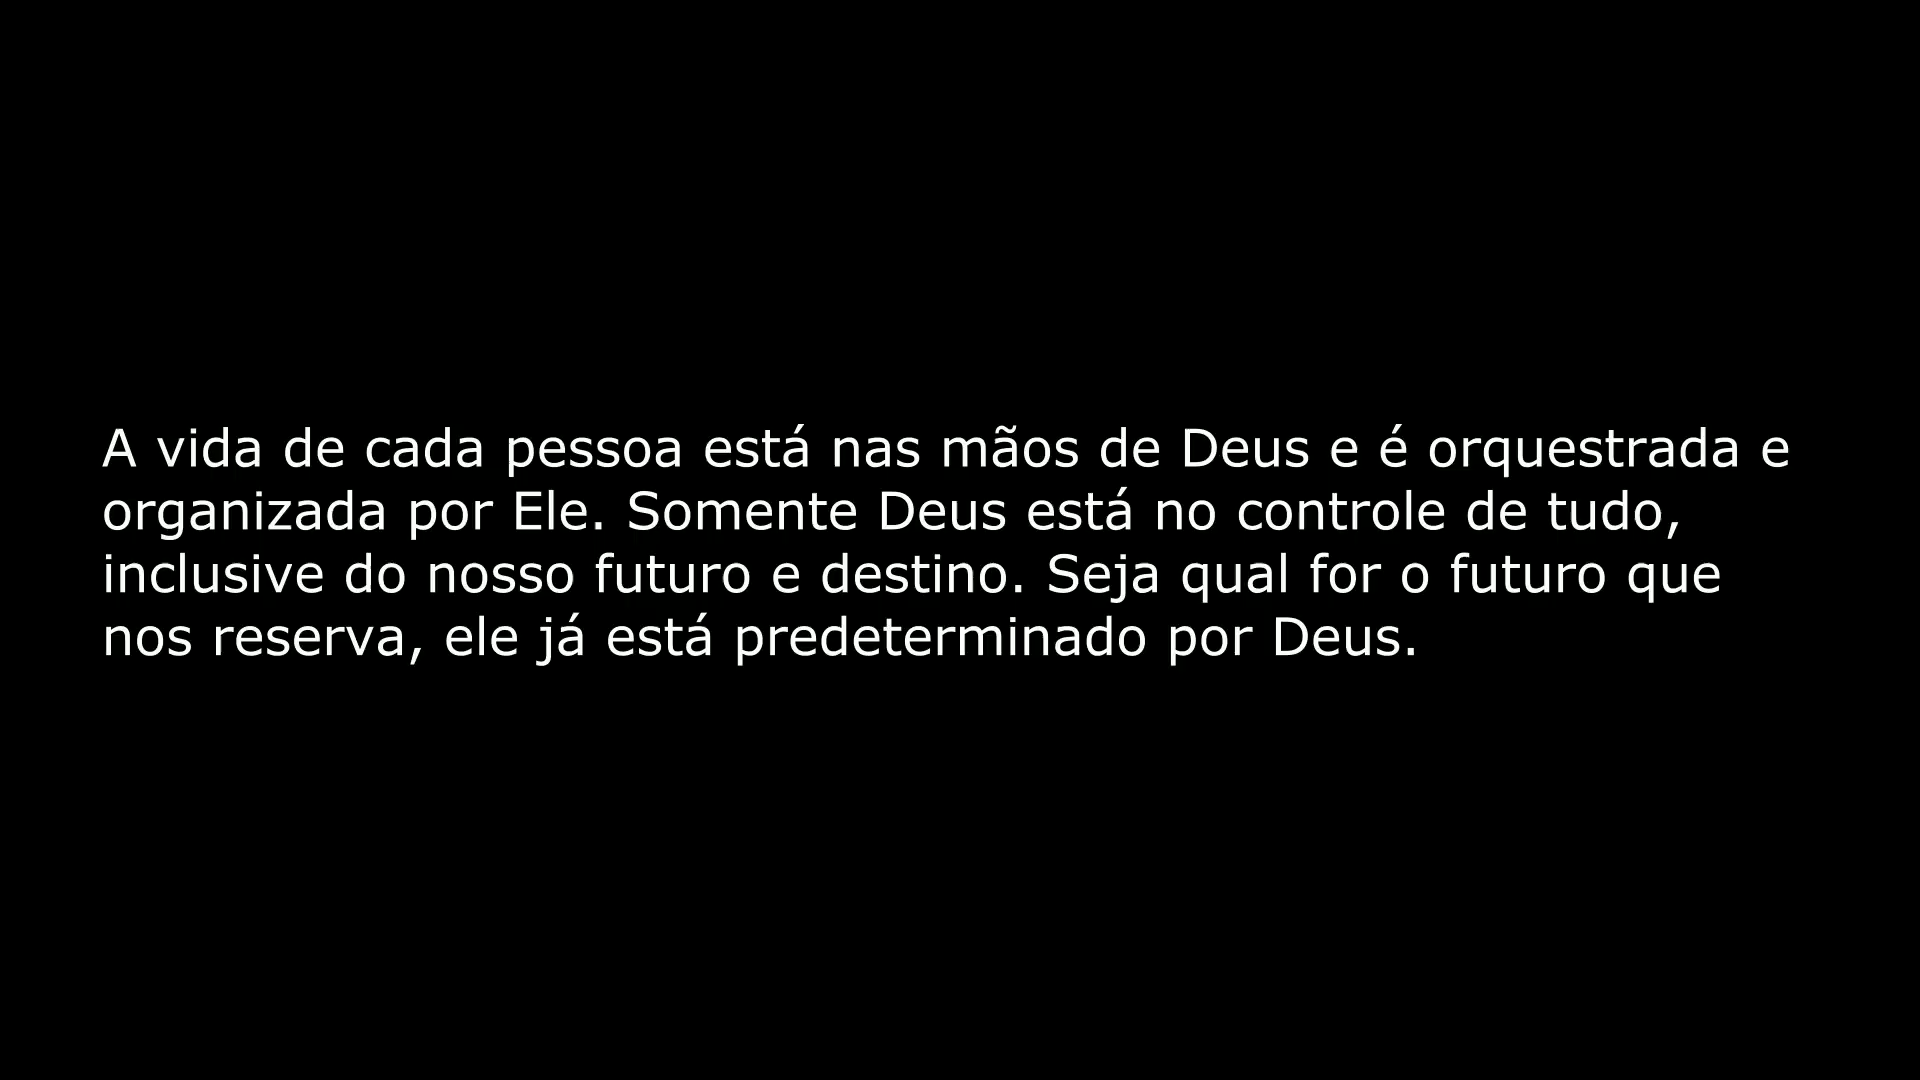 A vida de cada pessoa está nas mãos de Deus e é orquestrada e
organizada por Ele. Somente Deus está no controle de tudo,
inclusive do nosso futuro e destino. Seja qual for o futuro que
nos reserva, ele já está predeterminado por Deus.